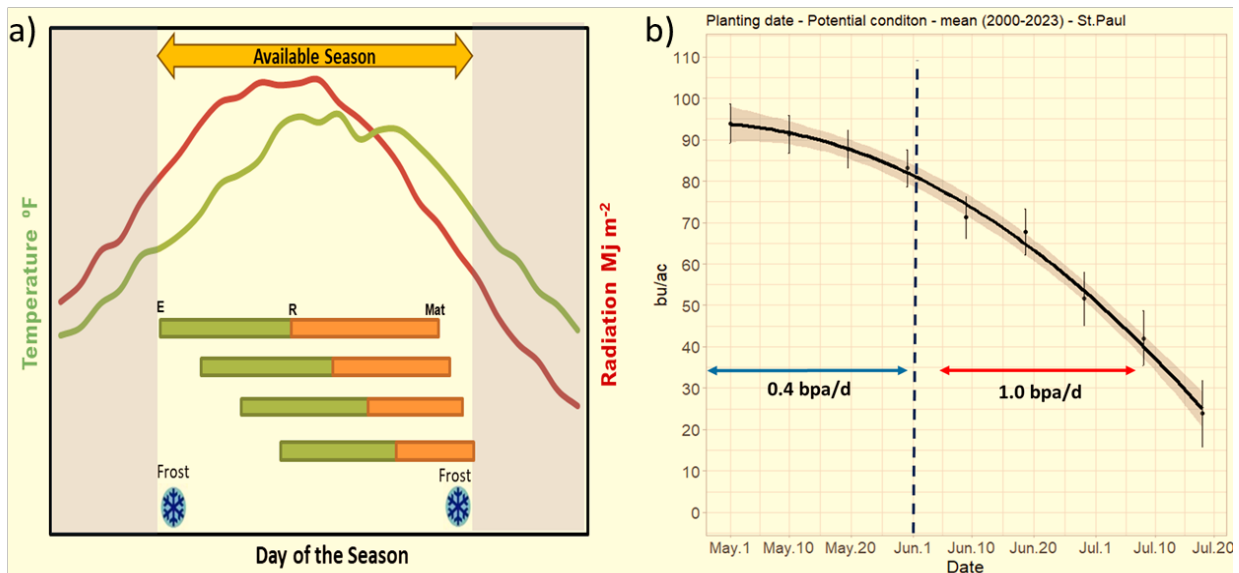 a)
Available Season
Temperature ºF
Radiation Mj m⁻²
E
R
Mat
Frost
Frost
Day of the Season
b)
Planting date - Potential conditon - mean (2000-2023) - St.Paul
bu/ac
110
100
90
80
70
60
50
40
30
20
10
0
0.4 bpa/d
1.0 bpa/d
May.1
May.10
May.20
Jun.1
Jun.10
Jun.20
Jul.1
Jul.10
Jul.20
Date